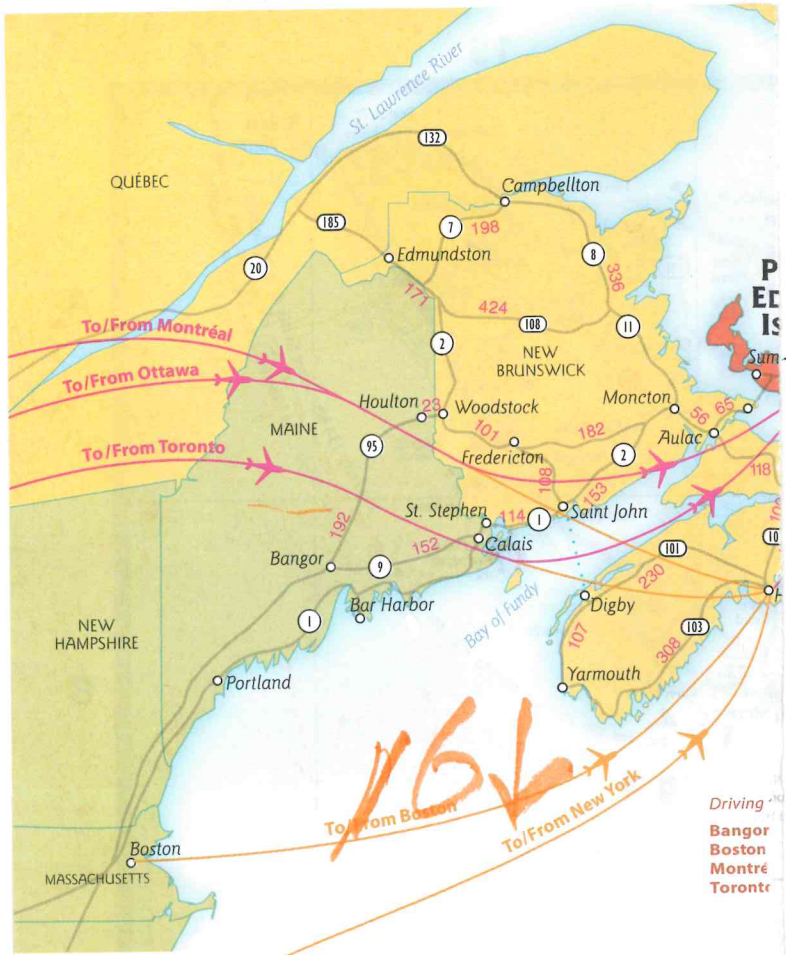 St. Lawrence River
132
QUÉBEC
Campbellton
185
7
198
8
Edmundston
20
336
171
424
108
11
To/From Montréal
2
NEW
BRUNSWICK
To/From Ottawa
Houlton
23
Woodstock
Moncton
56
65
MAINE
101
182
Aulac
95
Fredericton
2
To/From Toronto
118
108
153
St. Stephen
114
1
Saint John
192
Calais
152
Bangor
9
101
230
Bar Harbor
Bay of Fundy
Digby
NEW
HAMPSHIRE
1
107
103
308
Portland
Yarmouth
16
To/From Boston
To/From New York
Boston
MASSACHUSETTS
Driving
Bangor
Boston